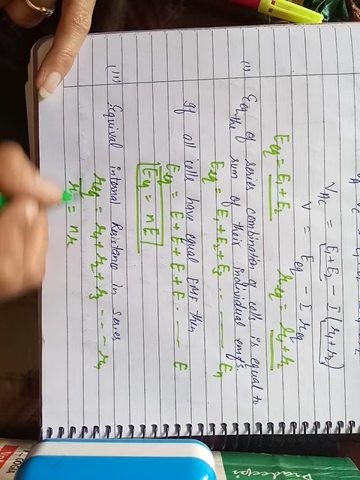 V_AC = E₁+E₂ - I(r₁+r₂)
V = E_eq - I r_eq
E_eq = E₁+E₂ r_eq = r₁+r₂
(i) E_eq of series combination of cells is equal to
the sum of their individual emf's
E_eq = E₁+E₂+E₃ ...... E_n
If all cells have equal EMF then
E_eq = E + E + E + E ...... E
E_eq = nE
(ii) Equival internal Resistance in series
r_eq = r₁+r₂+r₃ ...... r_n
r = nr
Pradeep's